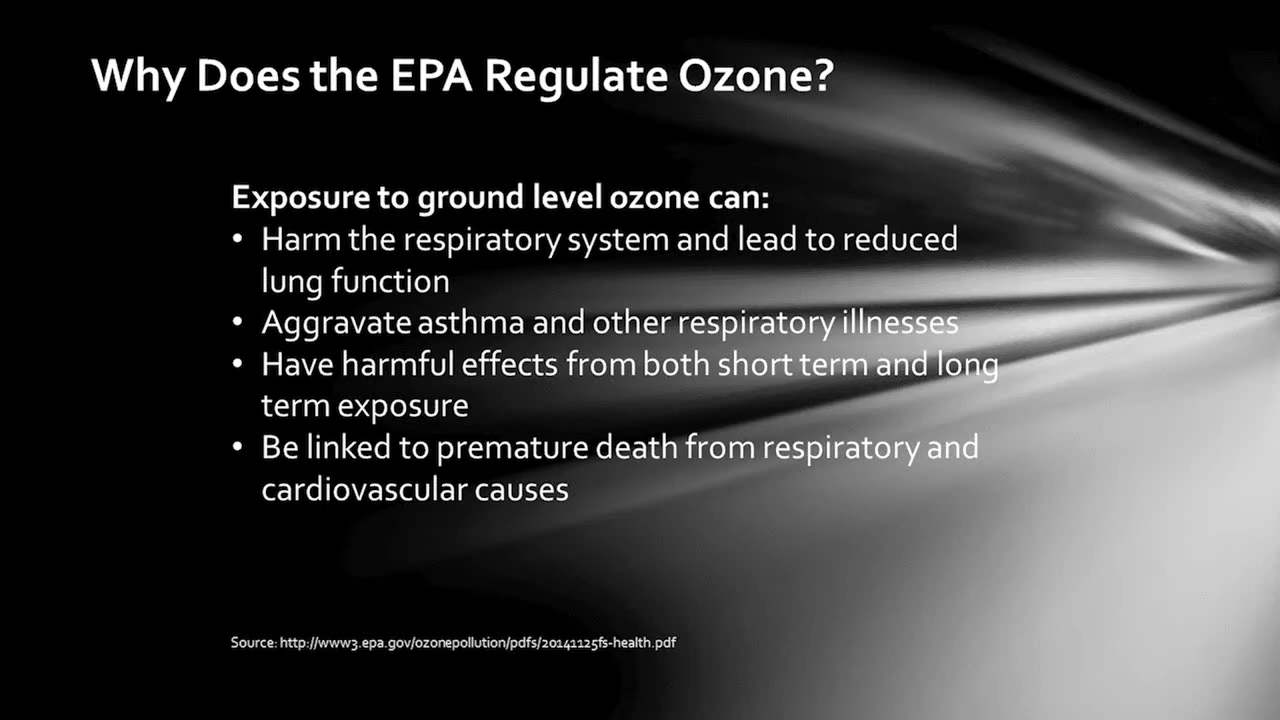 Why Does the EPA Regulate Ozone?
Exposure to ground level ozone can:
• Harm the respiratory system and lead to reduced
lung function
• Aggravate asthma and other respiratory illnesses
• Have harmful effects from both short term and long
term exposure
• Be linked to premature death from respiratory and
cardiovascular causes
Source: http://www3.epa.gov/ozonepollution/pdfs/20141125fs-health.pdf